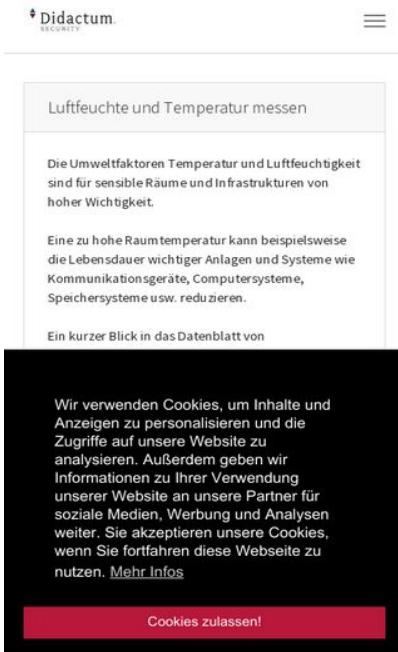 Didactum.
SECURITY
Luftfeuchte und Temperatur messen
Die Umweltfaktoren Temperatur und Luftfeuchtigkeit
sind für sensible Räume und Infrastrukturen von
hoher Wichtigkeit.
Eine zu hohe Raumtemperatur kann beispielsweise
die Lebensdauer wichtiger Anlagen und Systeme wie
Kommunikationsgeräte, Computersysteme,
Speichersysteme usw. reduzieren.
Ein kurzer Blick in das Datenblatt von
Wir verwenden Cookies, um Inhalte und
Anzeigen zu personalisieren und die
Zugriffe auf unsere Website zu
analysieren. Außerdem geben wir
Informationen zu Ihrer Verwendung
unserer Website an unsere Partner für
soziale Medien, Werbung und Analysen
weiter. Sie akzeptieren unsere Cookies,
wenn Sie fortfahren diese Webseite zu
nutzen. Mehr Infos
Cookies zulassen!